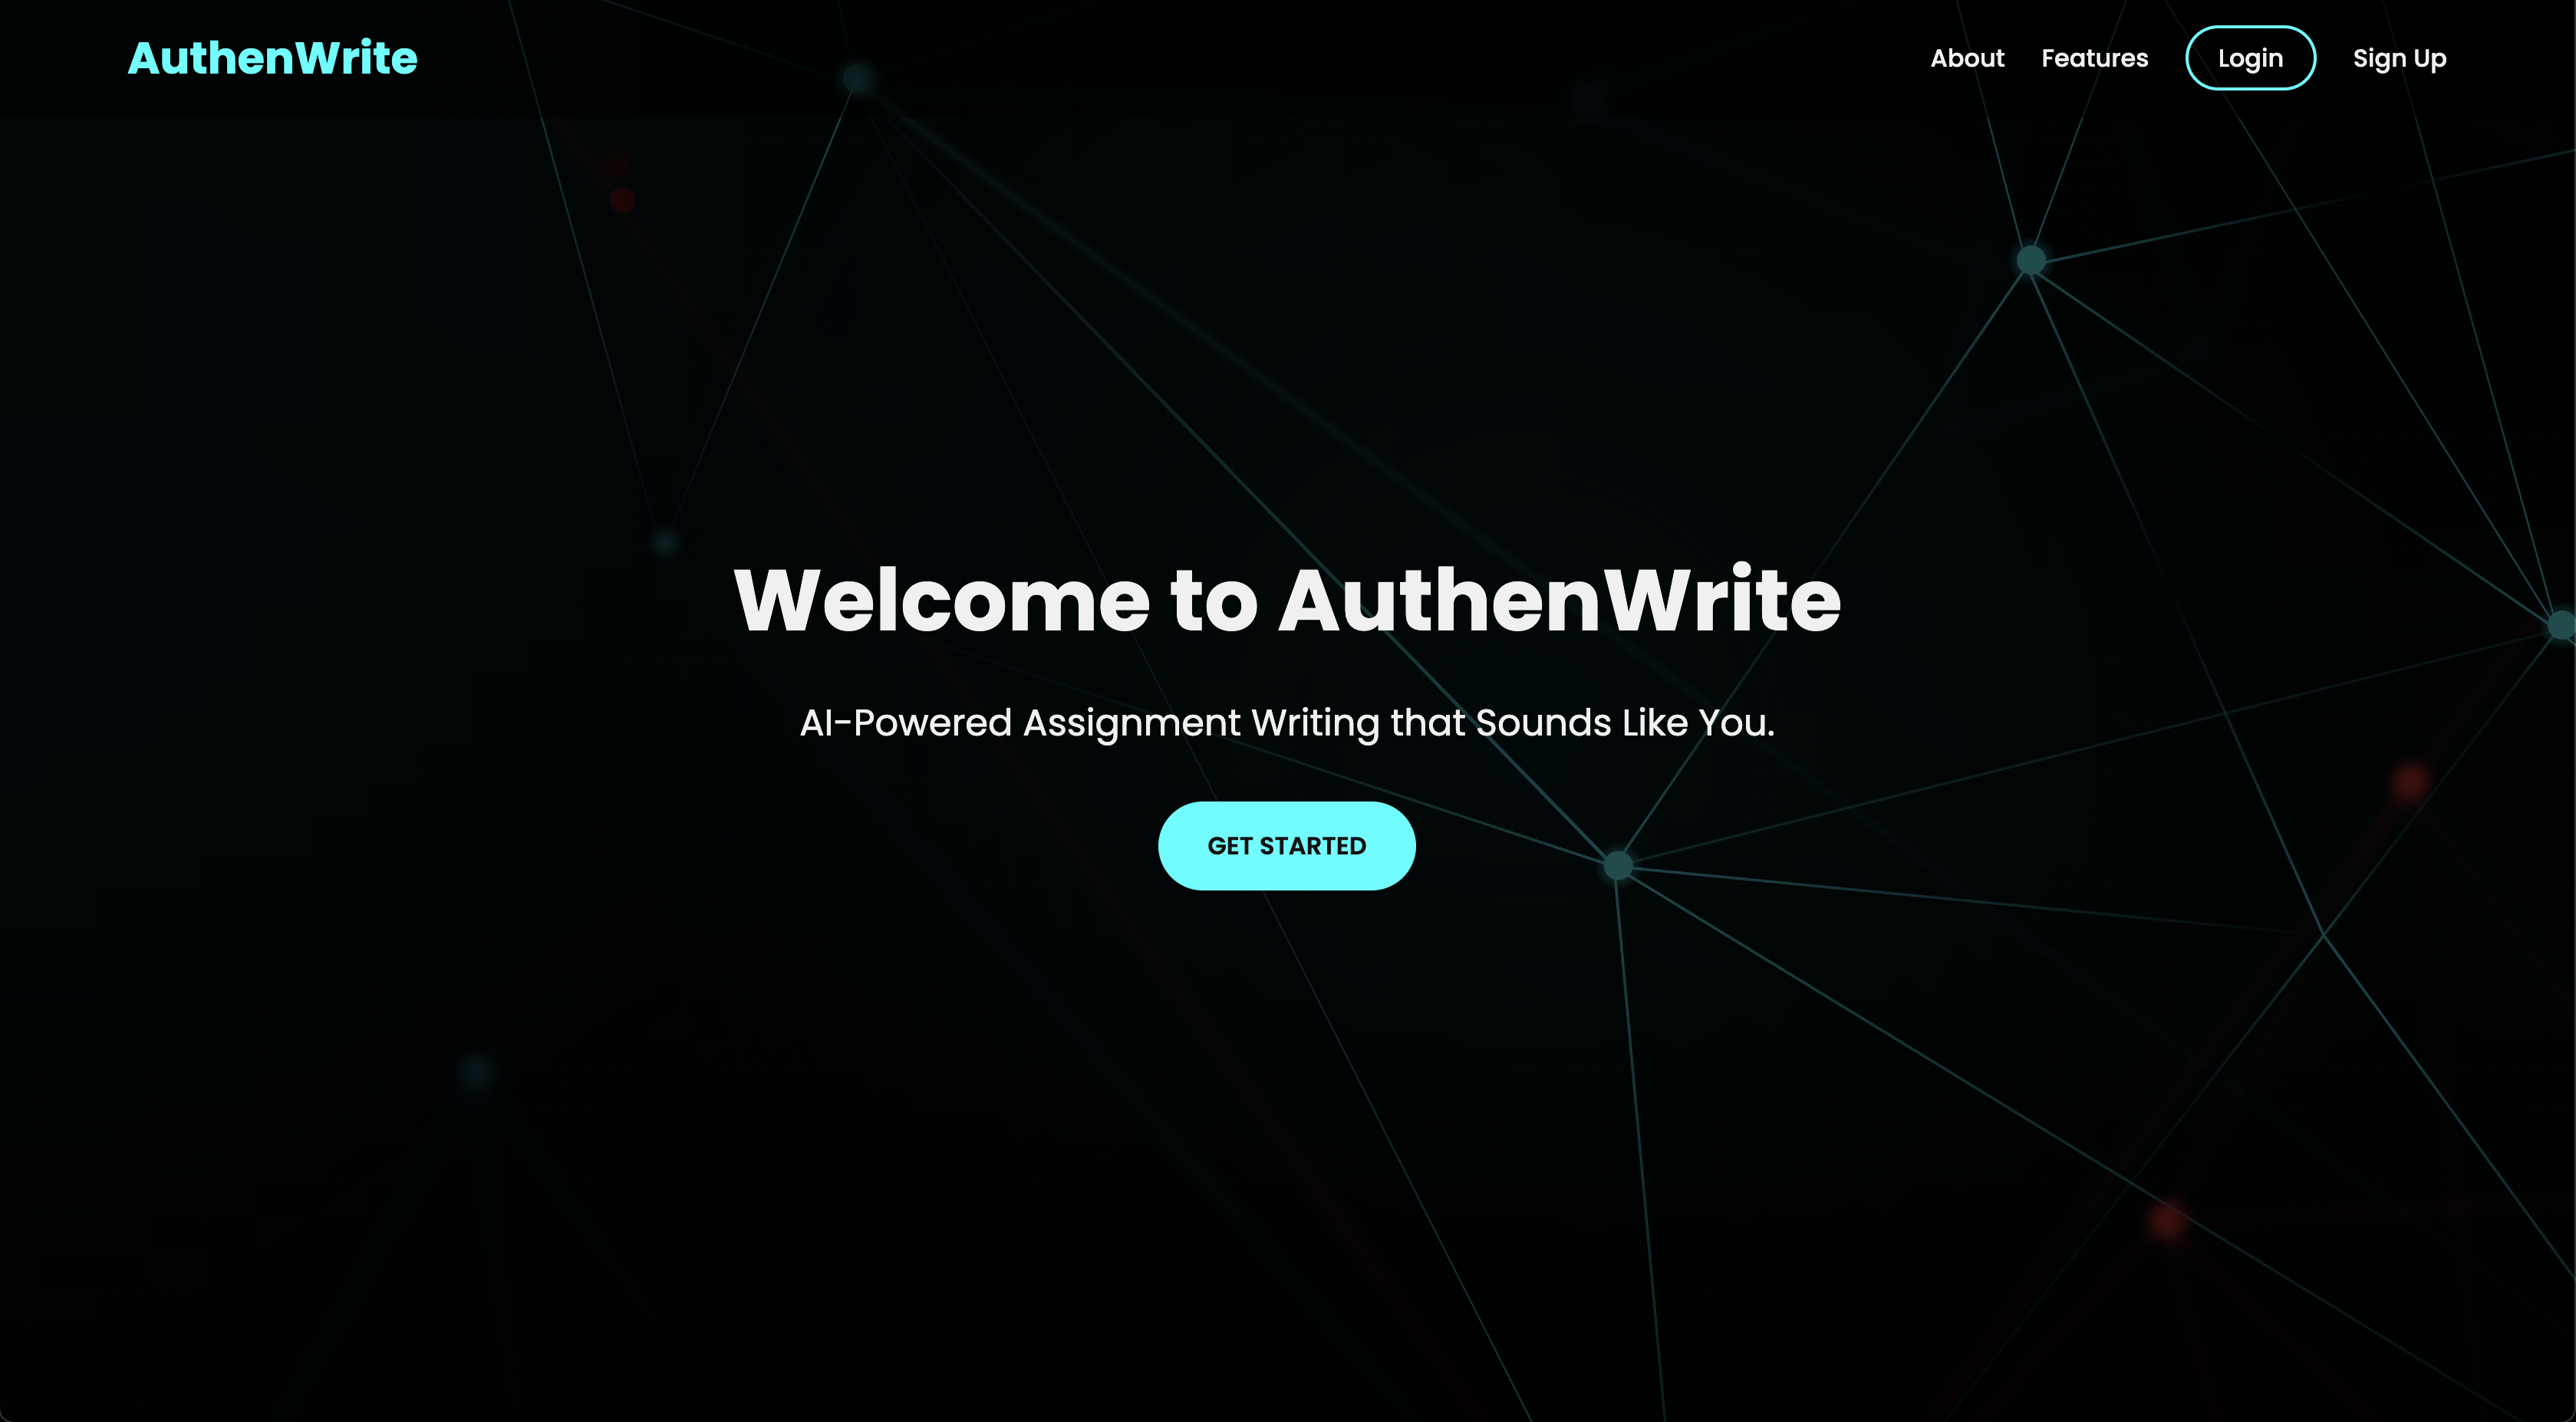 AuthenWrite
About
Features
Login
Sign Up
Welcome to AuthenWrite
AI-Powered Assignment Writing that Sounds Like You.
GET STARTED